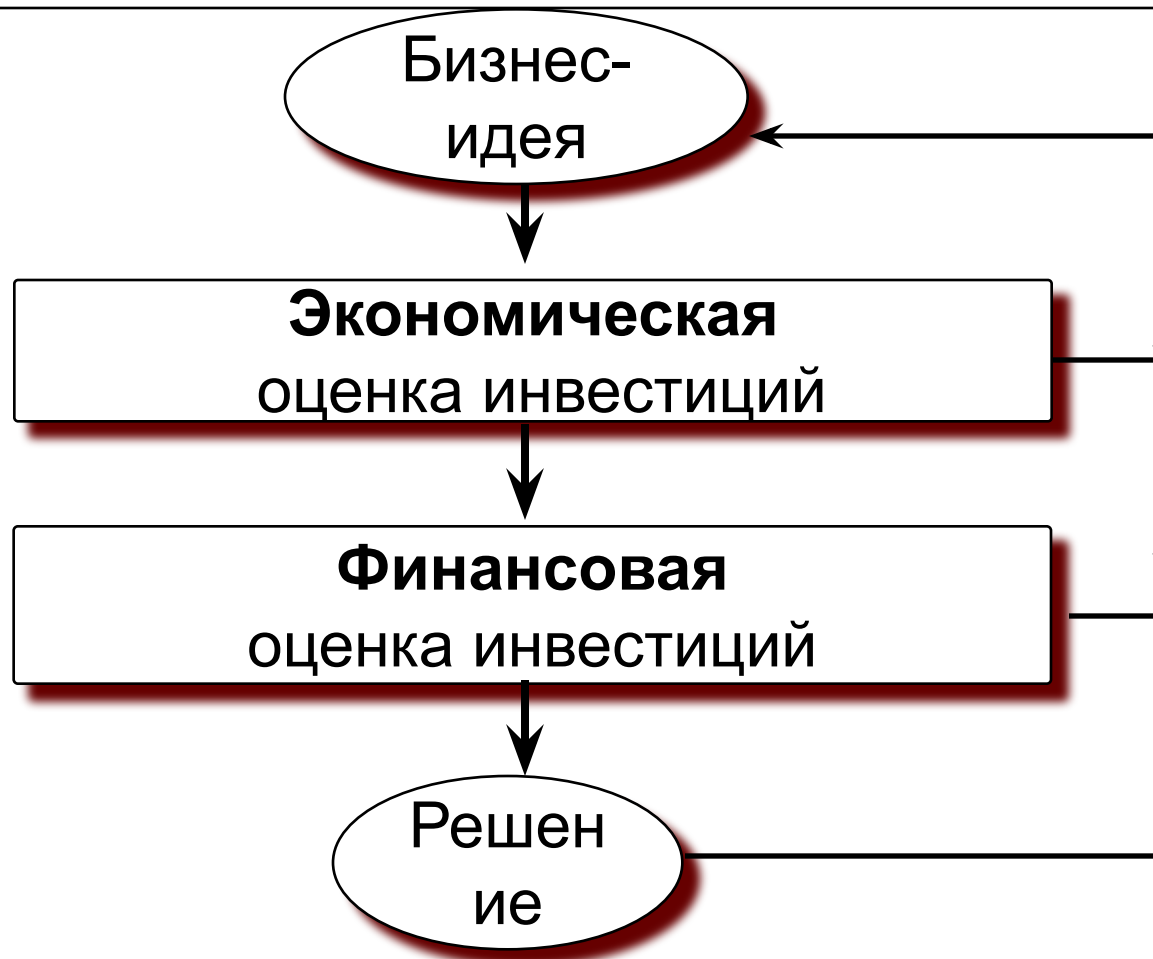 Бизнес-
идея
Экономическая
оценка инвестиций
Финансовая
оценка инвестиций
Решен
ие